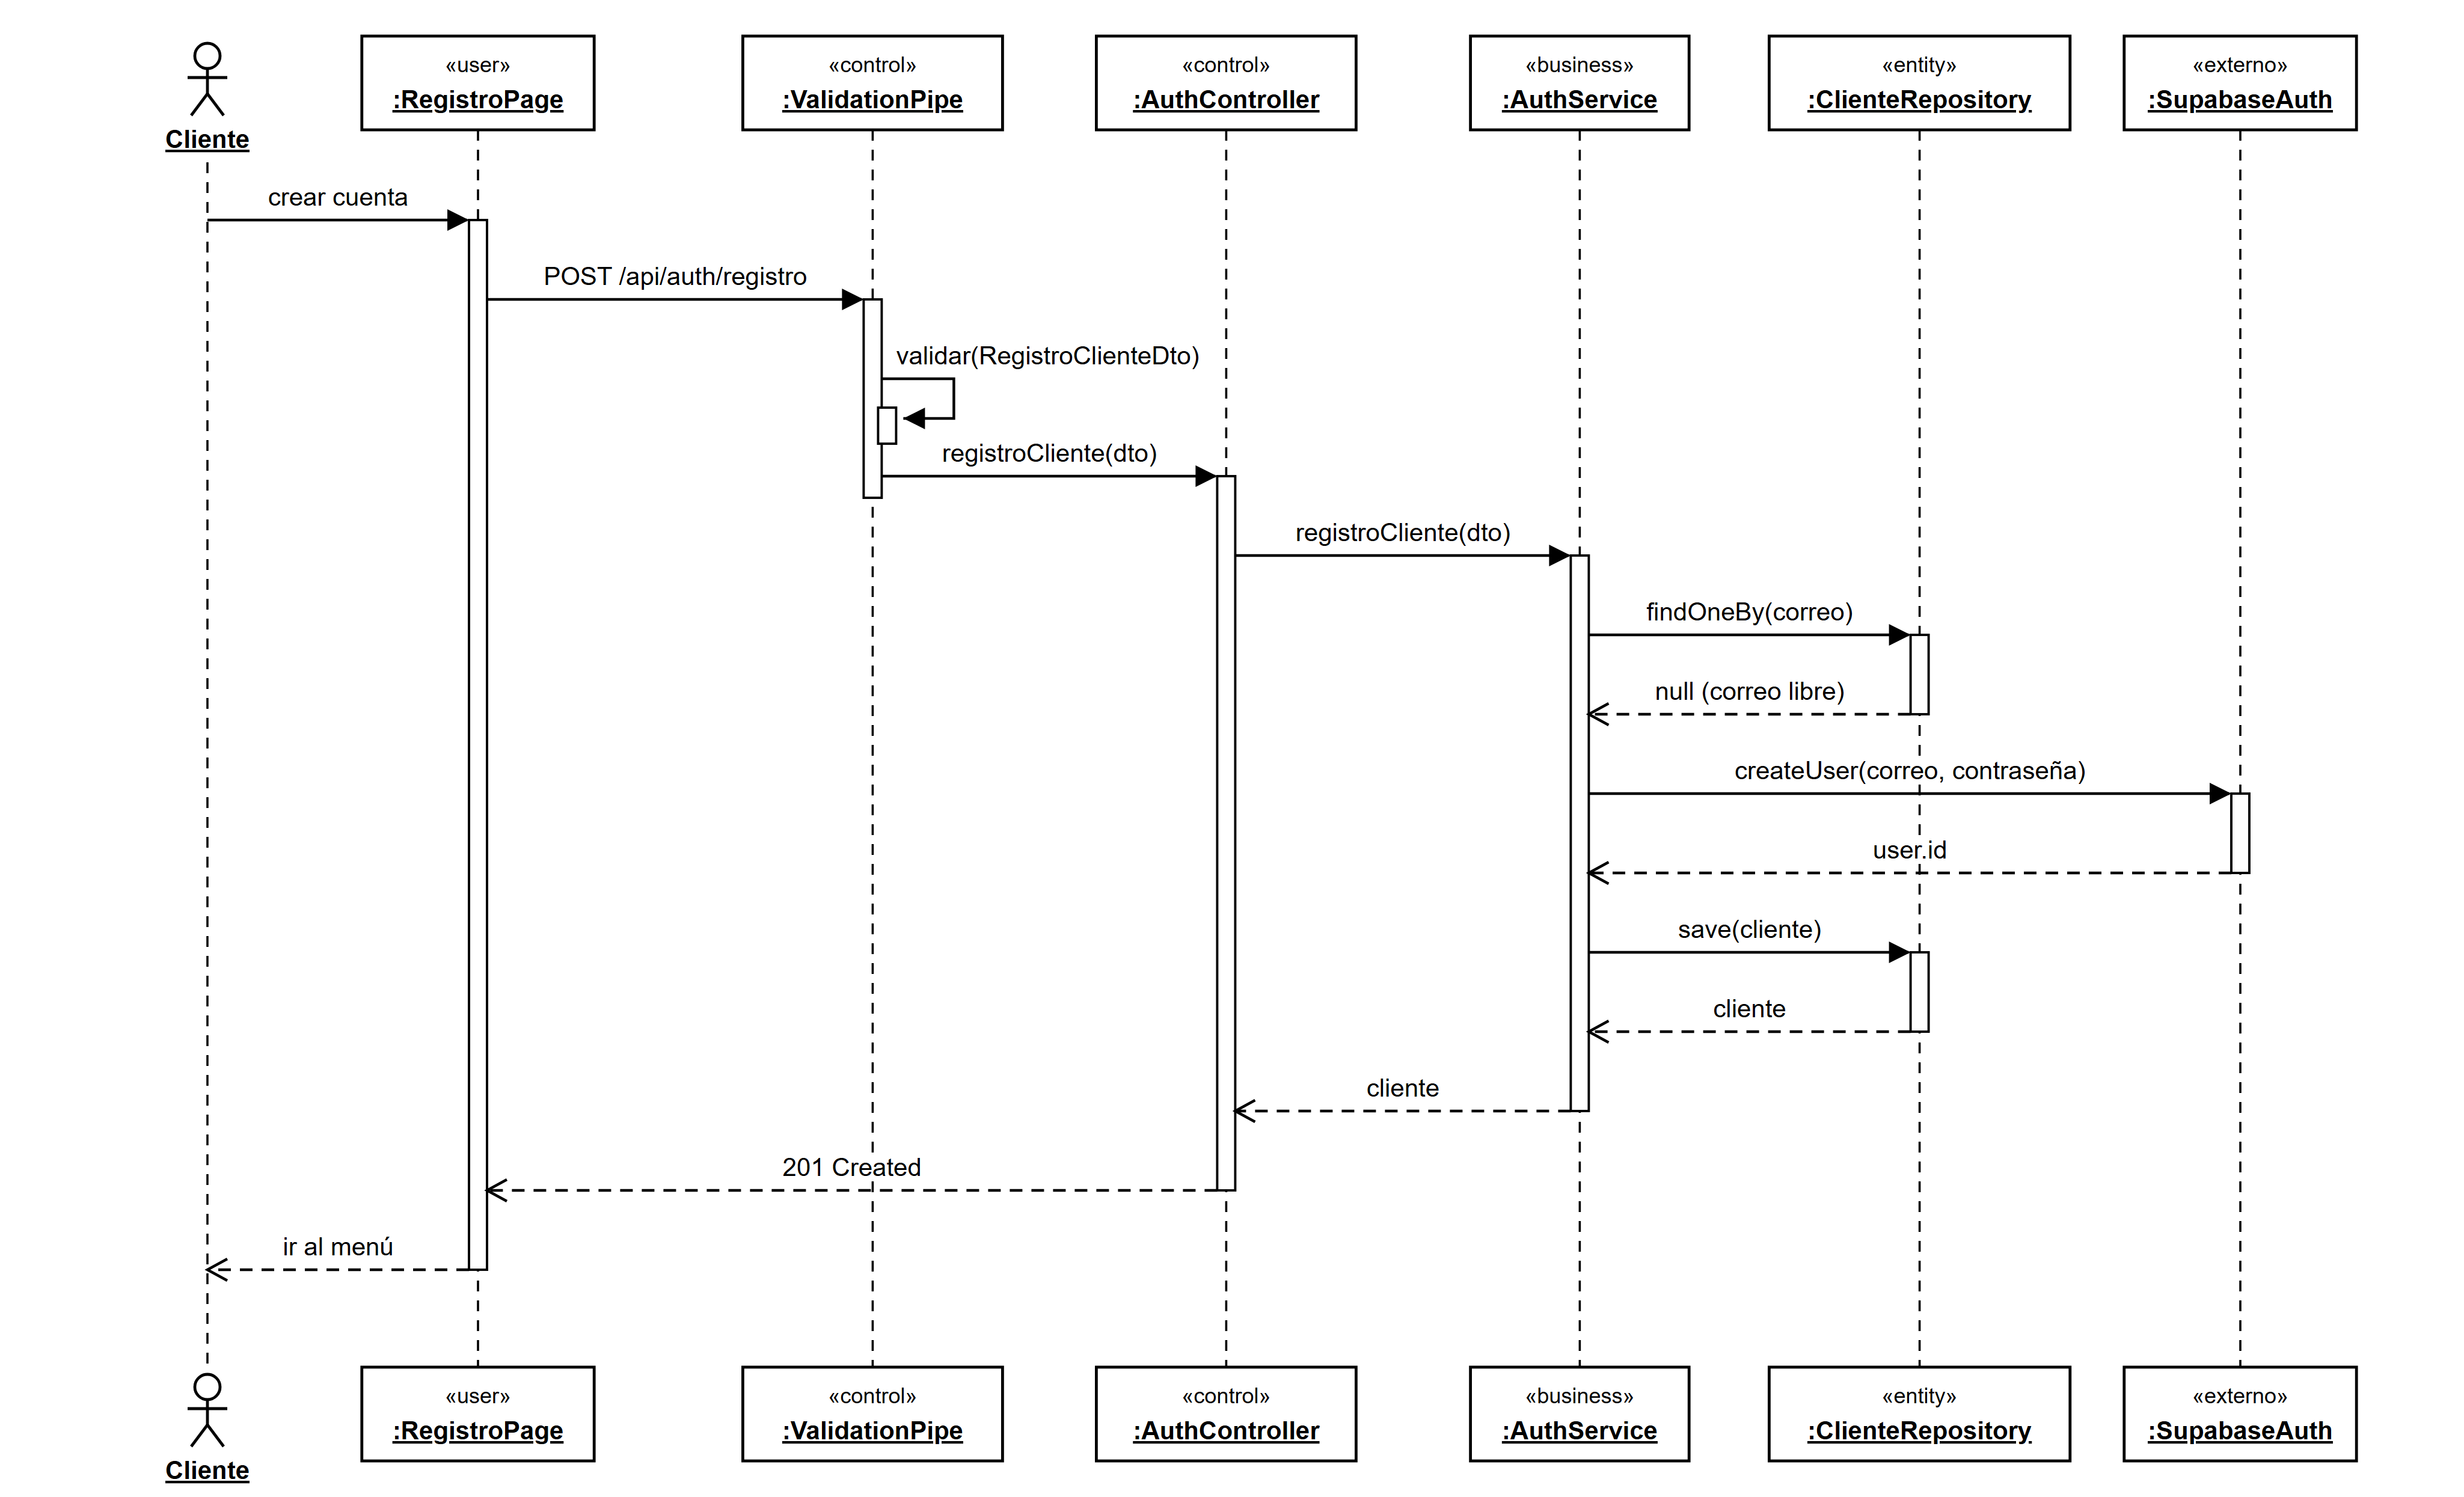 «user»
:RegistroPage
«control»
:ValidationPipe
«control»
:AuthController
«business»
:AuthService
«entity»
:ClienteRepository
«externo»
:SupabaseAuth
Cliente
crear cuenta
POST /api/auth/registro
validar(RegistroClienteDto)
registroCliente(dto)
registroCliente(dto)
findOneBy(correo)
null (correo libre)
createUser(correo, contraseña)
user.id
save(cliente)
cliente
cliente
201 Created
ir al menú
«user»
:RegistroPage
«control»
:ValidationPipe
«control»
:AuthController
«business»
:AuthService
«entity»
:ClienteRepository
«externo»
:SupabaseAuth
Cliente